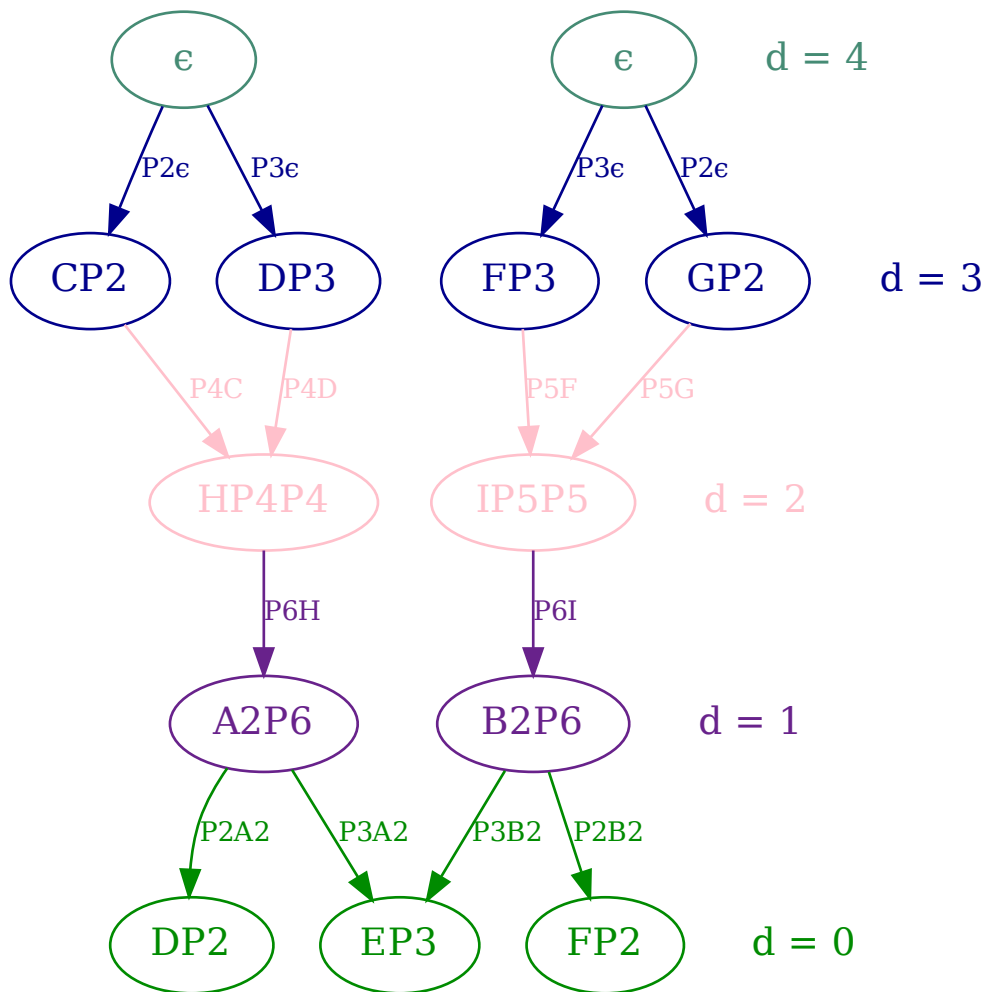 ϵ ϵ d = 4
P2ϵ P3ϵ P3ϵ P2ϵ
CP2 DP3 FP3 GP2 d = 3
P4C P4D P5F P5G
HP4P4 IP5P5 d = 2
P6H P6I
A2P6 B2P6 d = 1
P2A2 P3A2 P3B2 P2B2
DP2 EP3 FP2 d = 0